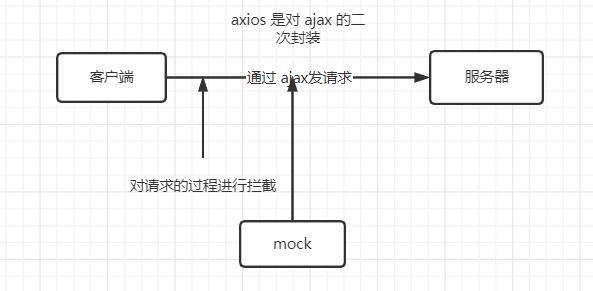 axios 是对 ajax 的二
次封装
客户端
通过 ajax发请求
服务器
对请求的过程进行拦截
mock